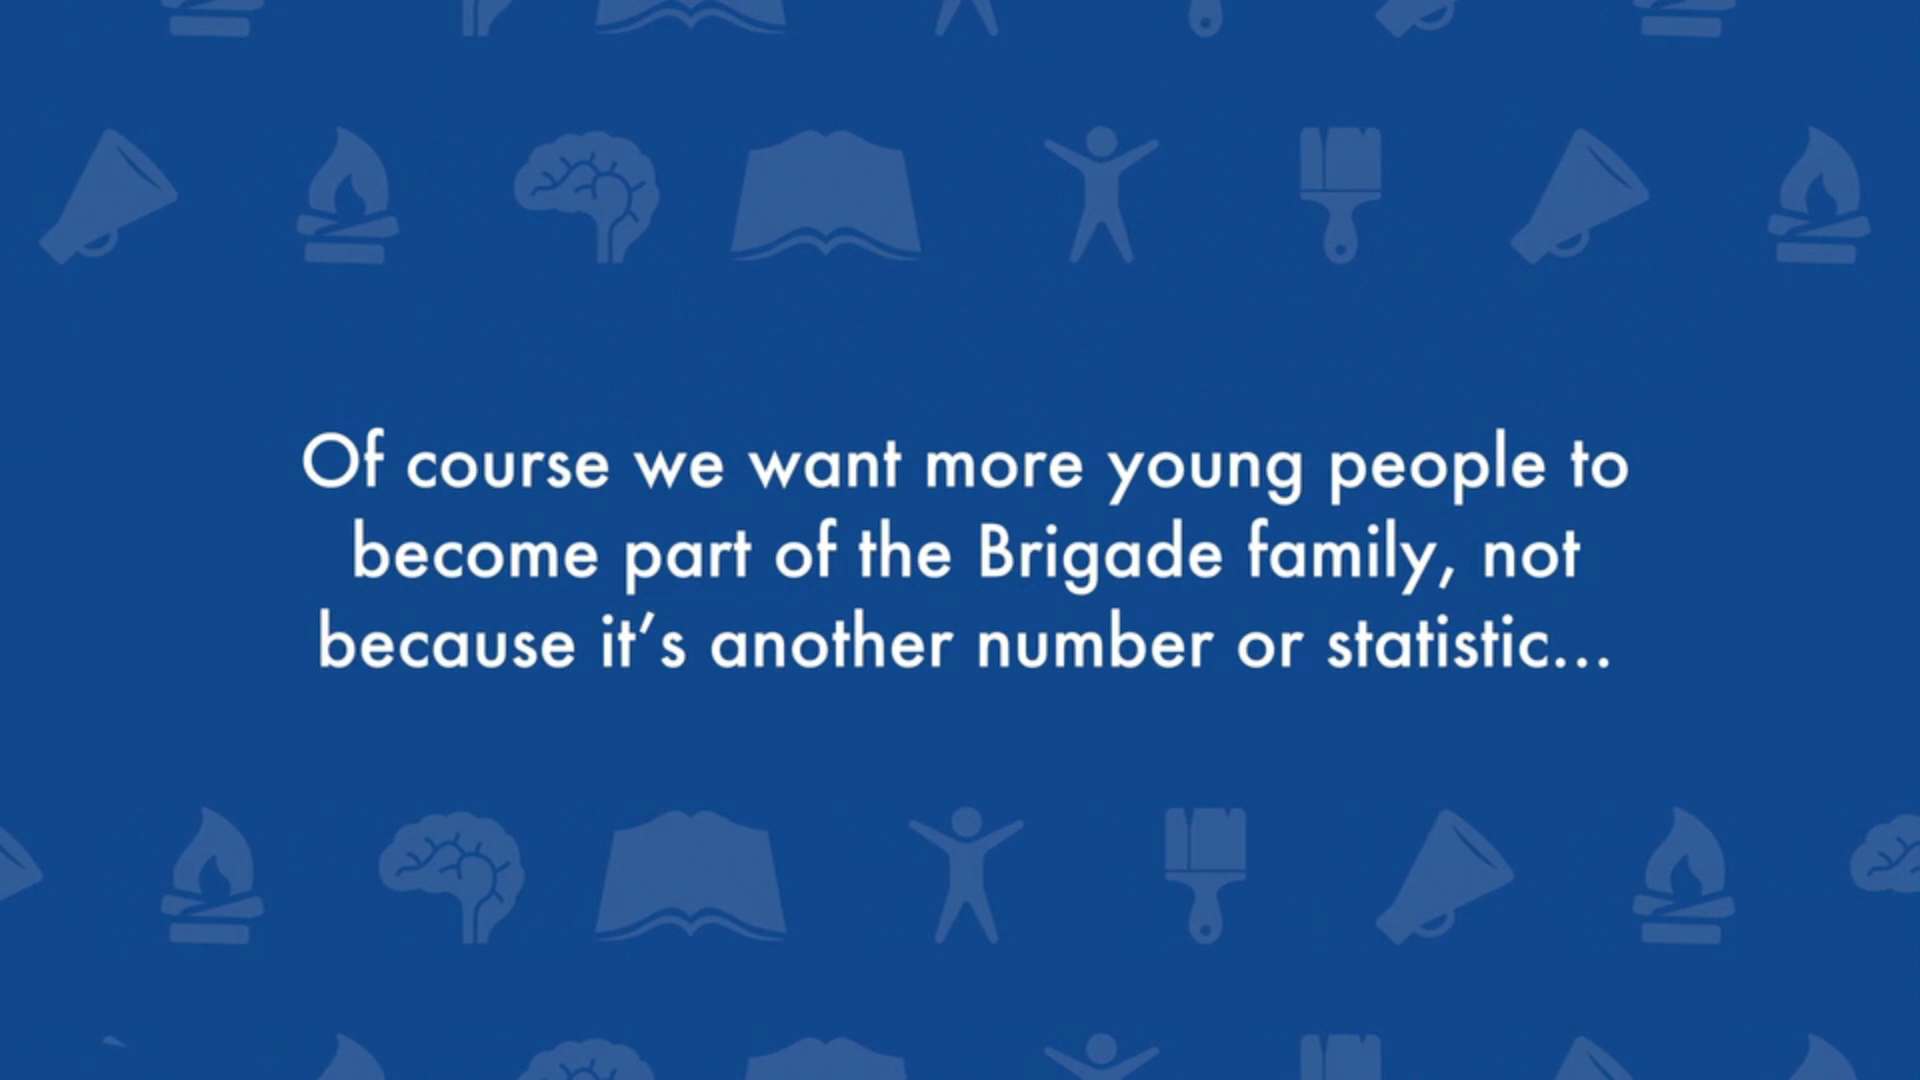 Of course we want more young people to
become part of the Brigade family, not
because it’s another number or statistic...